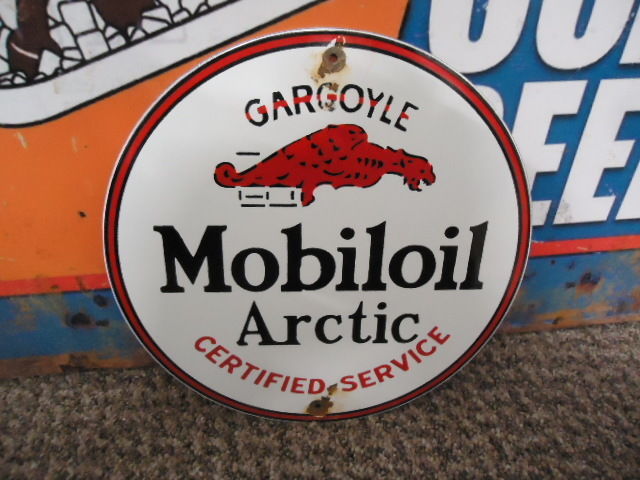 GARGOYLE
Mobiloil
Arctic
CERTIFIED SERVICE